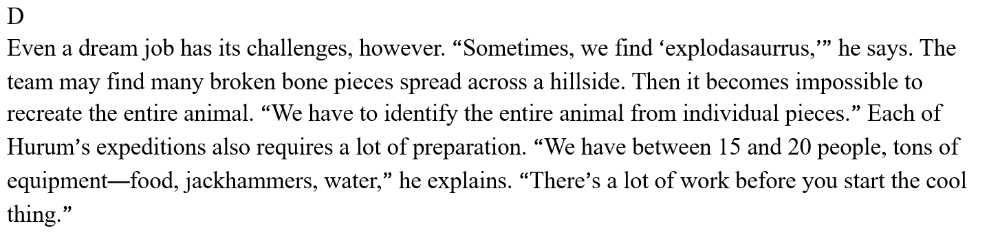 D
Even a dream job has its challenges, however. “Sometimes, we find ‘explodasaurrus,’” he says. The
team may find many broken bone pieces spread across a hillside. Then it becomes impossible to
recreate the entire animal. “We have to identify the entire animal from individual pieces.” Each of
Hurum’s expeditions also requires a lot of preparation. “We have between 15 and 20 people, tons of
equipment—food, jackhammers, water,” he explains. “There’s a lot of work before you start the cool
thing.”